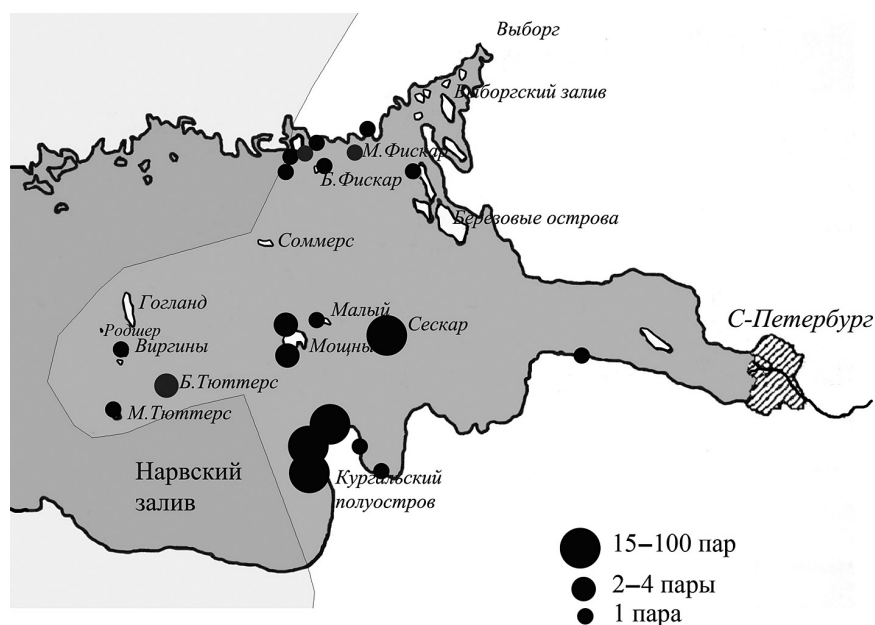 Выборг
Выборгский залив
М.Фискар
Б.Фискар
Березовые острова
Соммерс
Гогланд
Малый
Родшер
Сескар
С-Петербург
Виргины
Мощны
Б.Тюттерс
М.Тюттерс
Нарвский
залив
Кургальский
полуостров
15–100 пар
2–4 пары
1 пара